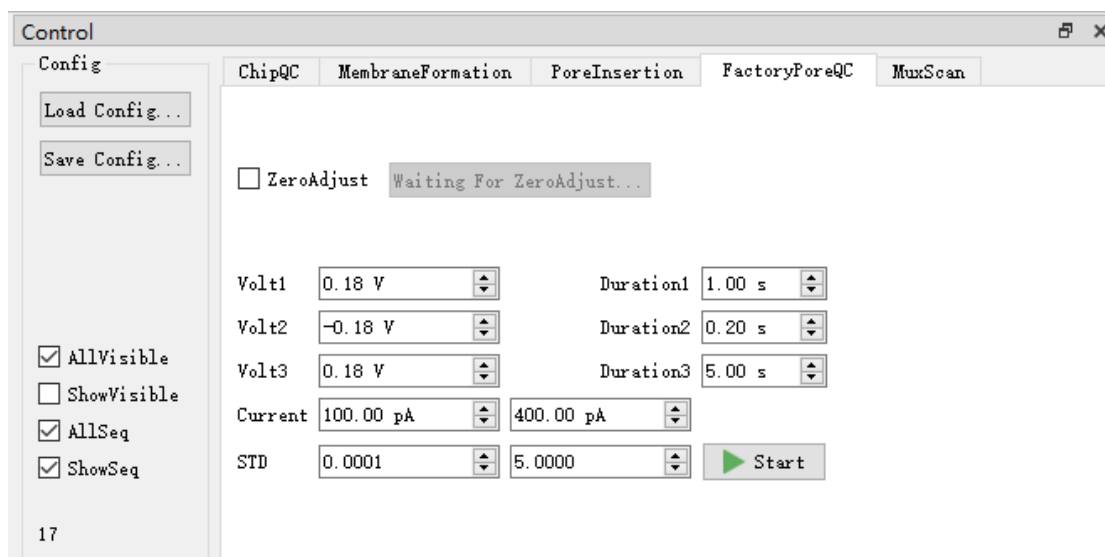 Control
Config
ChipQC MembraneFormation PoreInsertion FactoryPoreQC MuxScan
Load Config...
Save Config...
ZeroAdjust Waiting For ZeroAdjust...
Volt1 0.18 V Duration1 1.00 s
Volt2 -0.18 V Duration2 0.20 s
Volt3 0.18 V Duration3 5.00 s
Current 100.00 pA 400.00 pA
STD 0.0001 5.0000 Start
AllVisible
ShowVisible
AllSeq
ShowSeq
17